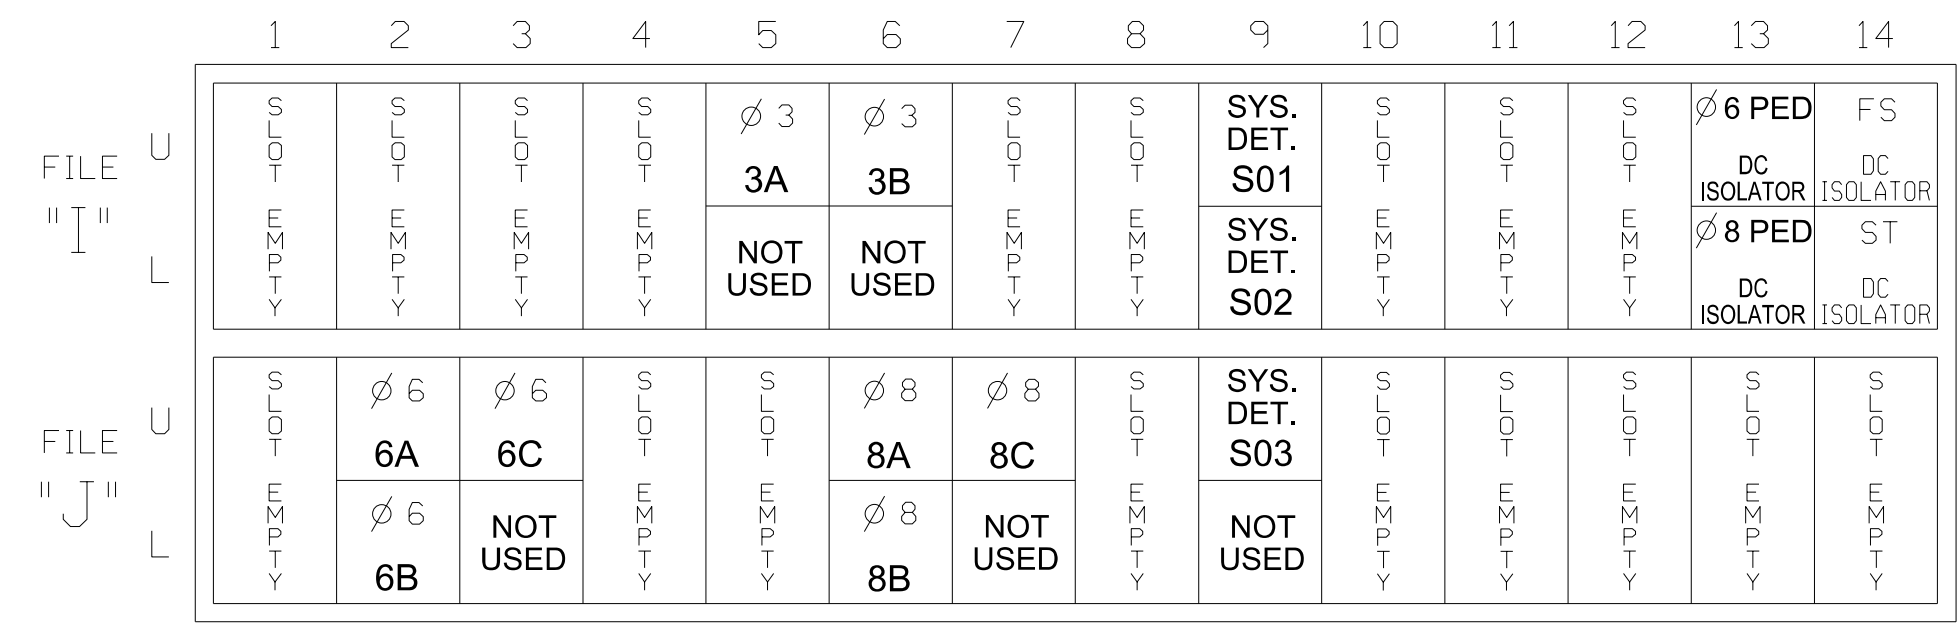 1 2 3 4 5 6 7 8 9 10 11 12 13 14
FILE
"I"
U
L
SLOT EMPTY
SLOT EMPTY
SLOT EMPTY
SLOT EMPTY
Ø 3
3A
NOT
USED
Ø 3
3B
NOT
USED
SLOT EMPTY
SLOT EMPTY
SYS.
DET.
S01
SYS.
DET.
S02
SLOT EMPTY
SLOT EMPTY
SLOT EMPTY
Ø 6 PED
DC
ISOLATOR
Ø 8 PED
DC
ISOLATOR
FS
DC
ISOLATOR
ST
DC
ISOLATOR
FILE
"J"
U
L
SLOT EMPTY
Ø 6
6A
Ø 6
6B
Ø 6
6C
NOT
USED
SLOT EMPTY
SLOT EMPTY
Ø 8
8A
Ø 8
8B
Ø 8
8C
NOT
USED
SLOT EMPTY
SYS.
DET.
S03
NOT
USED
SLOT EMPTY
SLOT EMPTY
SLOT EMPTY
SLOT EMPTY
SLOT EMPTY